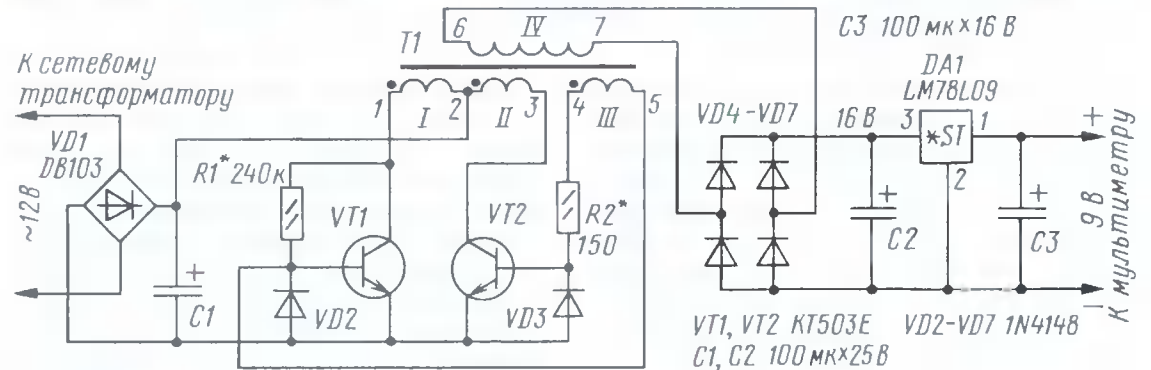 К сетевому
трансформатору
VD1
DB103
~12В
C1
+
R1* 240к
VT1
VD2
T1
6 IV 7
1 I 2 II 3
4 III 5
VT2
R2*
150
VD3
VD4-VD7
16 В
C3 100 мк×16 В
DA1
LM78L09
3 *ST 1
2
+
C2
+
C3
+
9 В
К мультиметру
–
VT1, VT2 КТ503Е
C1, C2 100 мк×25В
VD2-VD7 1N4148